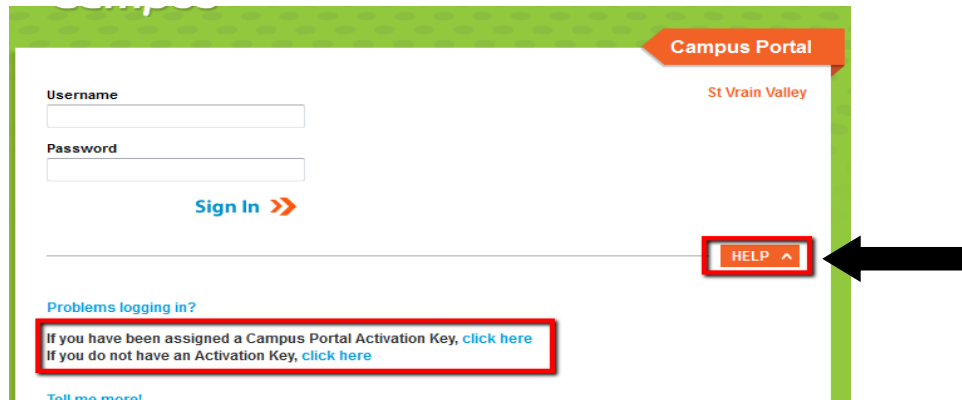 Campus
Campus Portal
St Vrain Valley
Username
Password
Sign In
HELP
Problems logging in?
If you have been assigned a Campus Portal Activation Key, click here
If you do not have an Activation Key, click here
Tell me more!